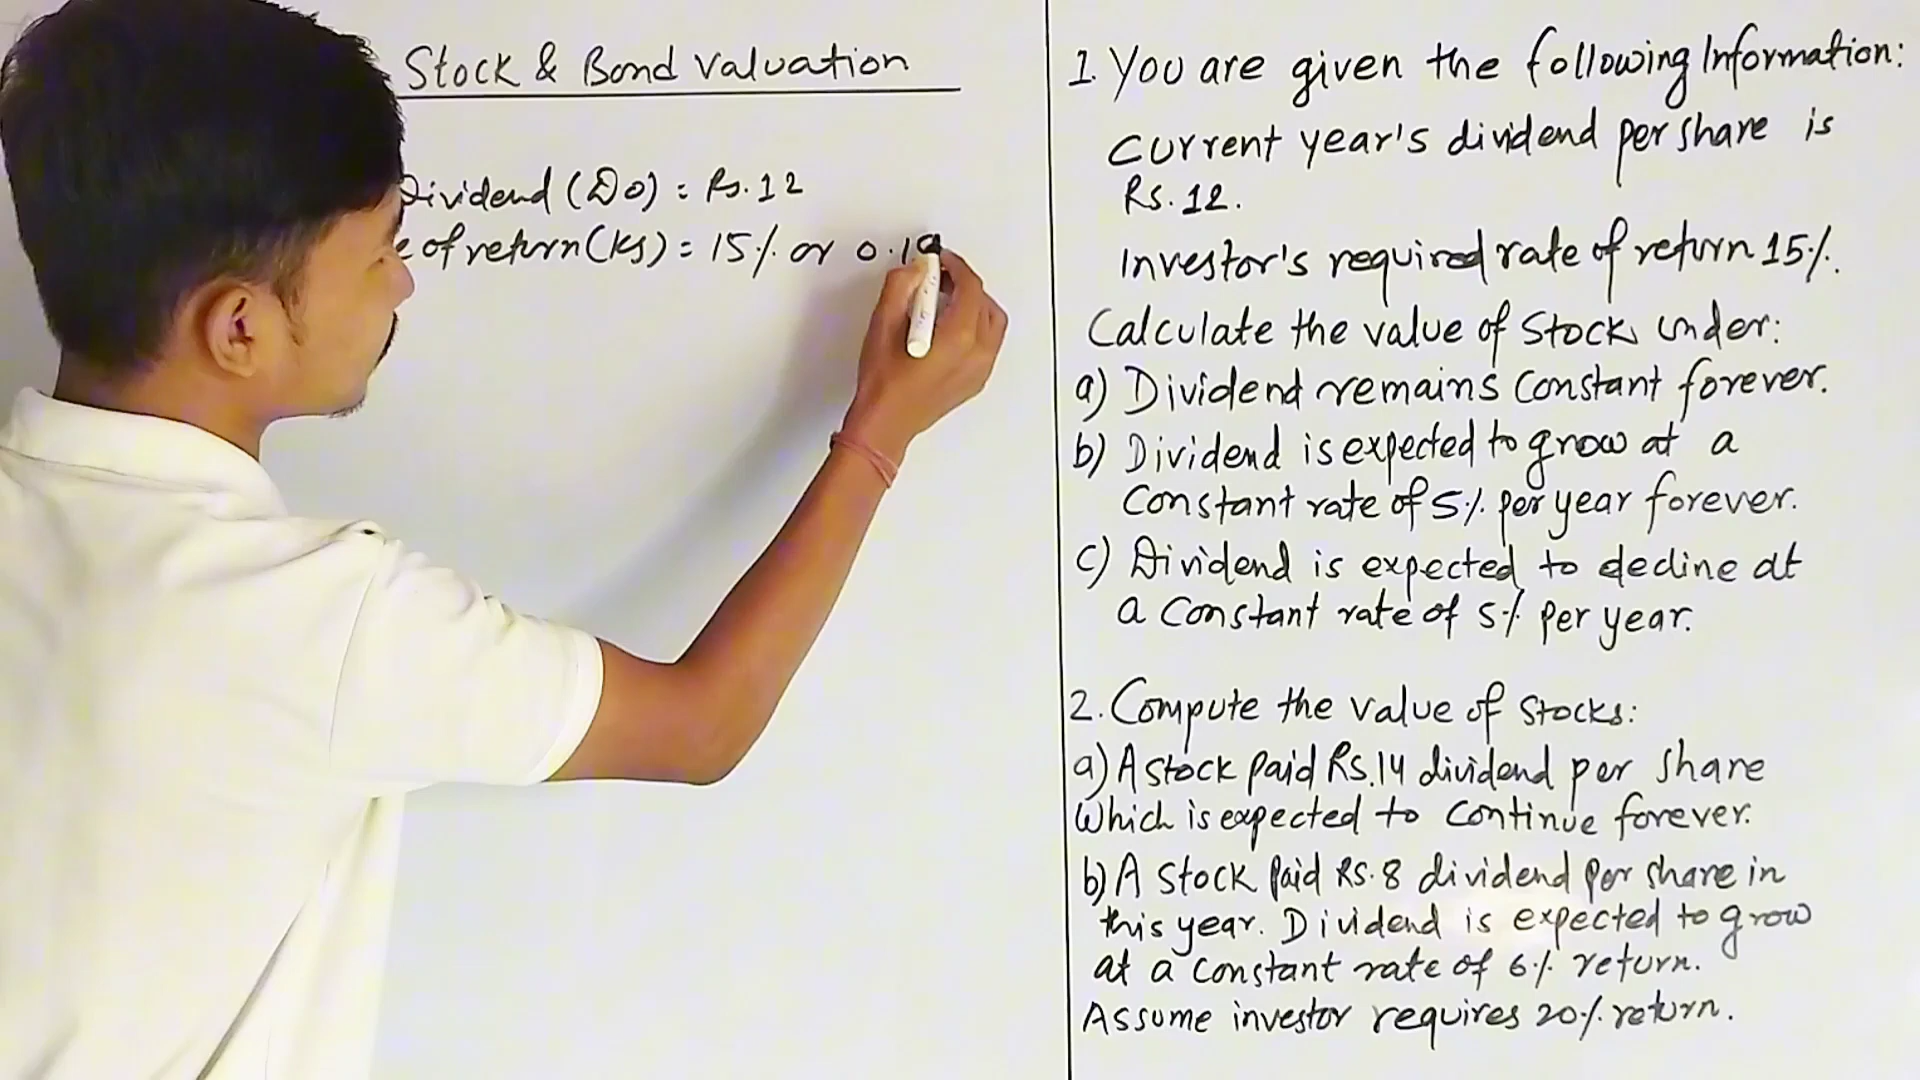 Stock & Bond Valuation
Dividend (D0) = Rs. 12
of return (Ks) = 15% or 0.15
1. You are given the following Information:
Current year's dividend per share is
Rs. 12.
Investor's required rate of return 15%.
Calculate the value of Stock under:
a) Dividend remains Constant forever.
b) Dividend is expected to grow at a
Constant rate of 5% per year forever.
c) Dividend is expected to decline at
a Constant rate of 5% Per year.
2. Compute the value of Stocks:
a) A stock paid Rs. 14 dividend per share
which is expected to Continue forever.
b) A stock paid Rs. 8 dividend per share in
this year. Dividend is expected to grow
at a Constant rate of 6% return.
Assume investor requires 20% return.